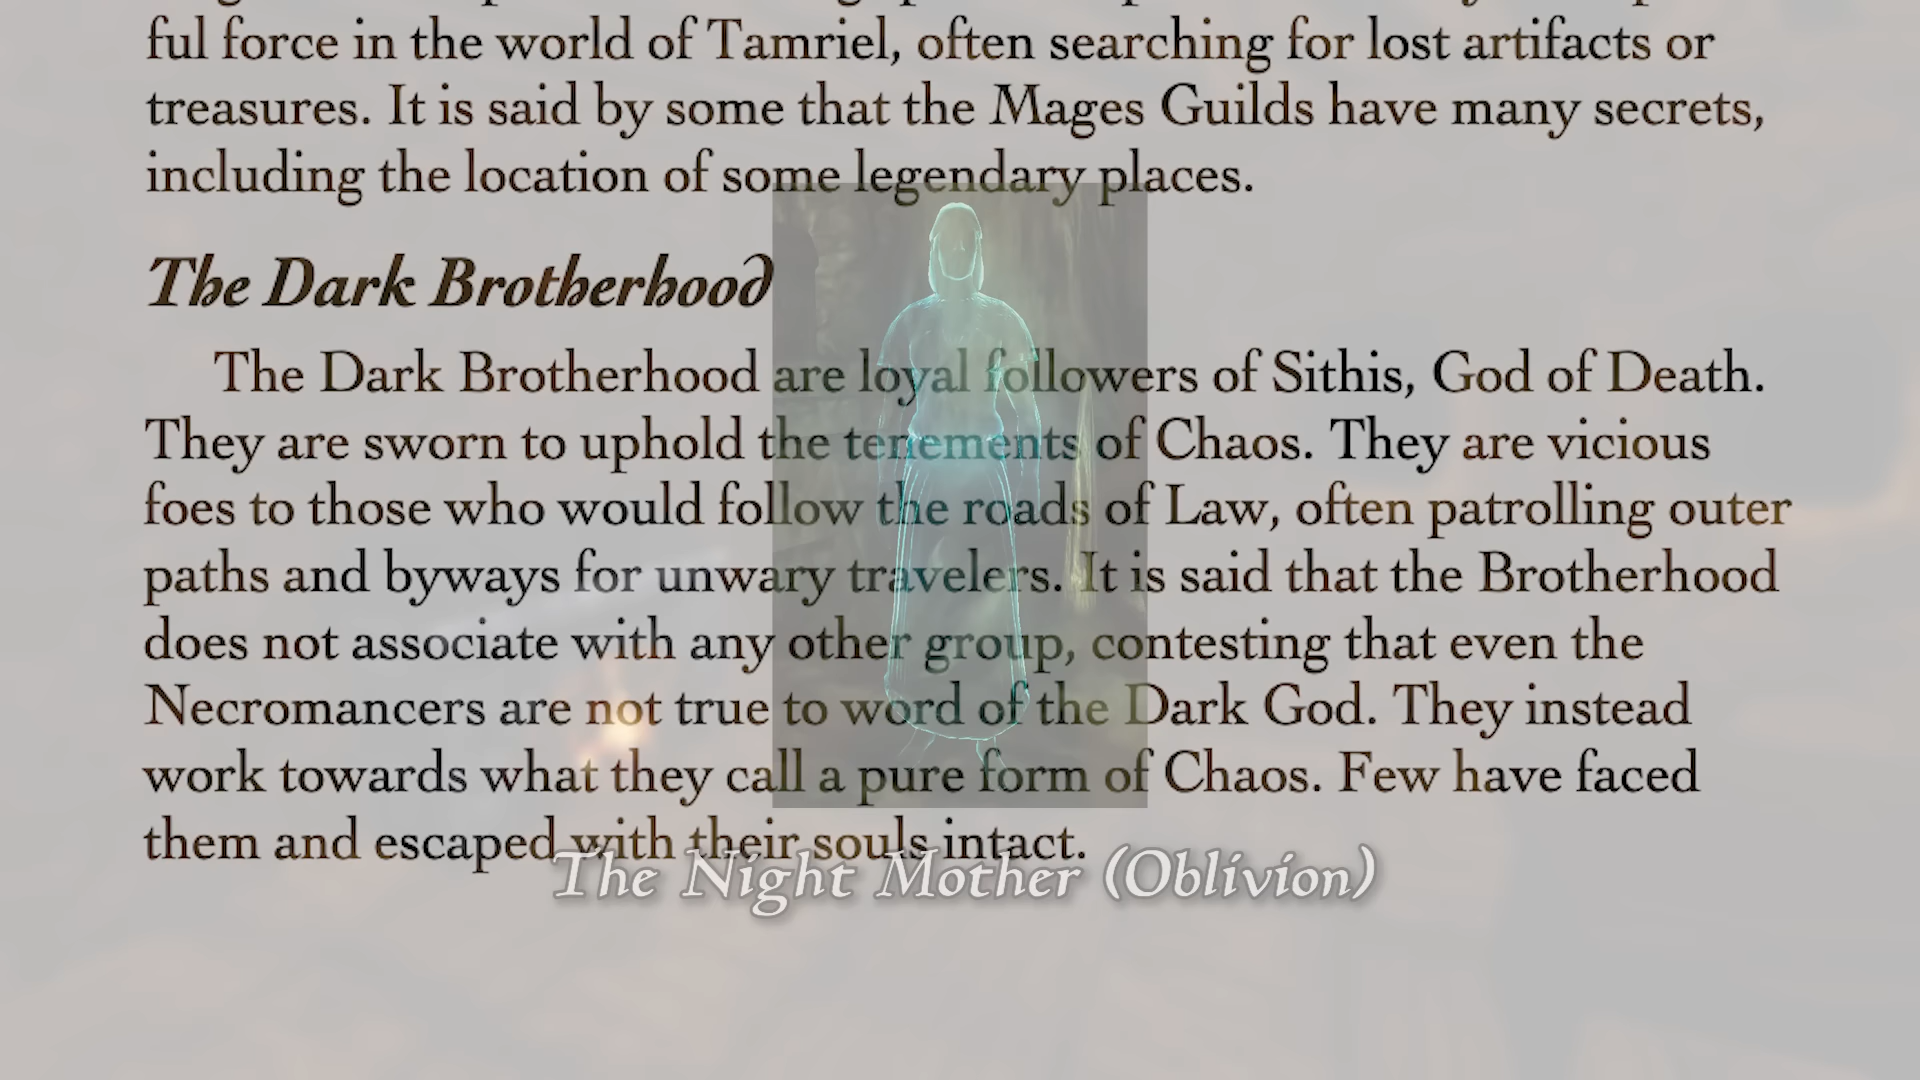 ful force in the world of Tamriel, often searching for lost artifacts or
treasures. It is said by some that the Mages Guilds have many secrets,
including the location of some legendary places.
The Dark Brotherhood
The Dark Brotherhood are loyal followers of Sithis, God of Death.
They are sworn to uphold the tenements of Chaos. They are vicious
foes to those who would follow the roads of Law, often patrolling outer
paths and byways for unwary travelers. It is said that the Brotherhood
does not associate with any other group, contesting that even the
Necromancers are not true to word of the Dark God. They instead
work towards what they call a pure form of Chaos. Few have faced
them and escaped with their souls intact.
The Night Mother (Oblivion)